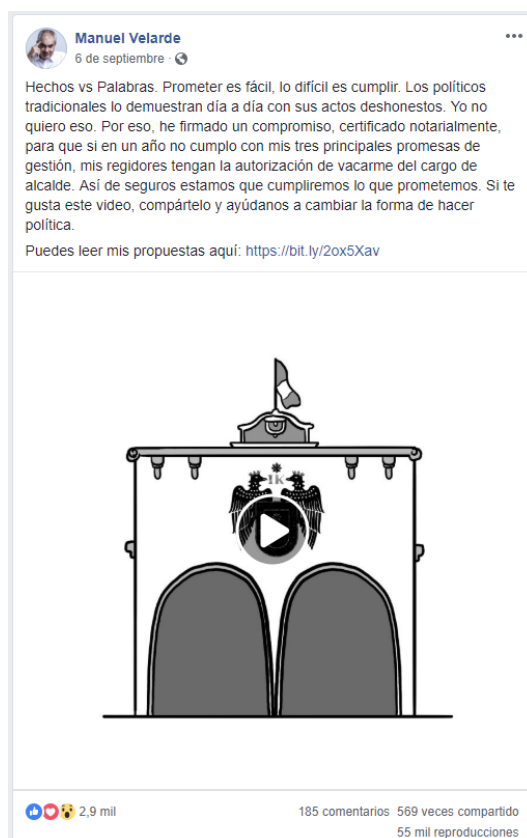 Manuel Velarde
6 de septiembre ·
Hechos vs Palabras. Prometer es fácil, lo difícil es cumplir. Los políticos
tradicionales lo demuestran día a día con sus actos deshonestos. Yo no
quiero eso. Por eso, he firmado un compromiso, certificado notarialmente,
para que si en un año no cumplo con mis tres principales promesas de
gestión, mis regidores tengan la autorización de vacarme del cargo de
alcalde. Así de seguros estamos que cumpliremos lo que prometemos. Si te
gusta este video, compártelo y ayúdanos a cambiar la forma de hacer
política.
Puedes leer mis propuestas aquí: https://bit.ly/2ox5Xav
IK
2,9 mil
185 comentarios 569 veces compartido
55 mil reproducciones